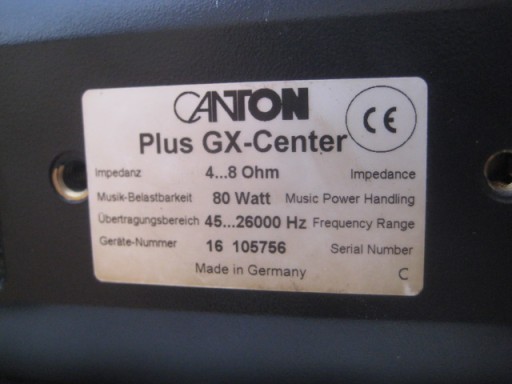 CANTON
CE
Plus GX-Center
Impedanz 4...8 Ohm Impedance
Musik-Belastbarkeit 80 Watt Music Power Handling
Übertragungsbereich 45...26000 Hz Frequency Range
Geräte-Nummer 16 105756 Serial Number
Made in Germany C